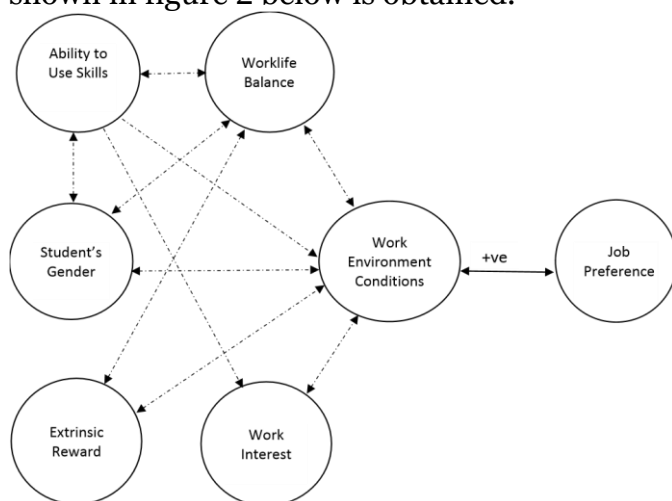 shown in figure 2 below is obtained.
Ability to
Use Skills
Worklife
Balance
Student's
Gender
Work
Environment
Conditions
+ve
Job
Preference
Extrinsic
Reward
Work
Interest